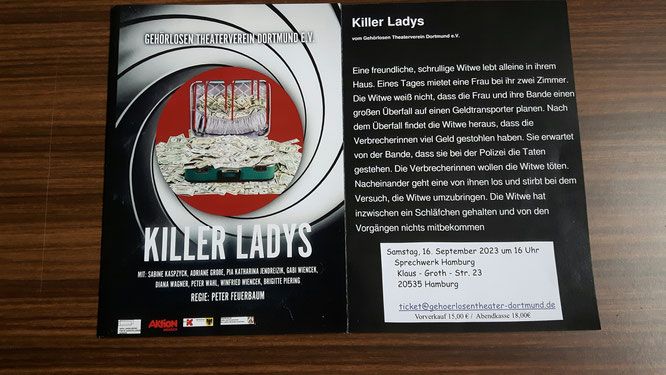 GEHÖRLOSEN THEATERVEREIN DORTMUND E.V.
KILLER LADYS
MIT: SABINE KASPZYCK, ADRIANE GROBE, PIA KATHARINA JENDREIZIN, GABI WIENCEK,
DIANA WAGNER, PETER WAHL, WINFRIED WIENCEK, BRIGITTE PIERING
REGIE: PETER FEUERBAUM
AKTION
Killer Ladys
vom Gehörlosen Theaterverein Dortmund e.V.
Eine freundliche, schrullige Witwe lebt alleine in ihrem
Haus. Eines Tages mietet eine Frau bei ihr zwei Zimmer.
Die Witwe weiß nicht, dass die Frau und ihre Bande einen
großen Überfall auf einen Geldtransporter planen. Nach
dem Überfall findet die Witwe heraus, dass die
Verbrecherinnen viel Geld gestohlen haben. Sie erwartet
von der Bande, dass sie bei der Polizei die Taten
gestehen. Die Verbrecherinnen wollen die Witwe töten.
Nacheinander geht eine von ihnen los und stirbt bei dem
Versuch, die Witwe umzubringen. Die Witwe hat
inzwischen ein Schläfchen gehalten und von den
Vorgängen nichts mitbekommen
Samstag, 16. September 2023 um 16 Uhr
Sprechwerk Hamburg
Klaus - Groth - Str. 23
20535 Hamburg
ticket@gehoerlosentheater-dortmund.de
Vorverkauf 15,00 € / Abendkasse 18,00€